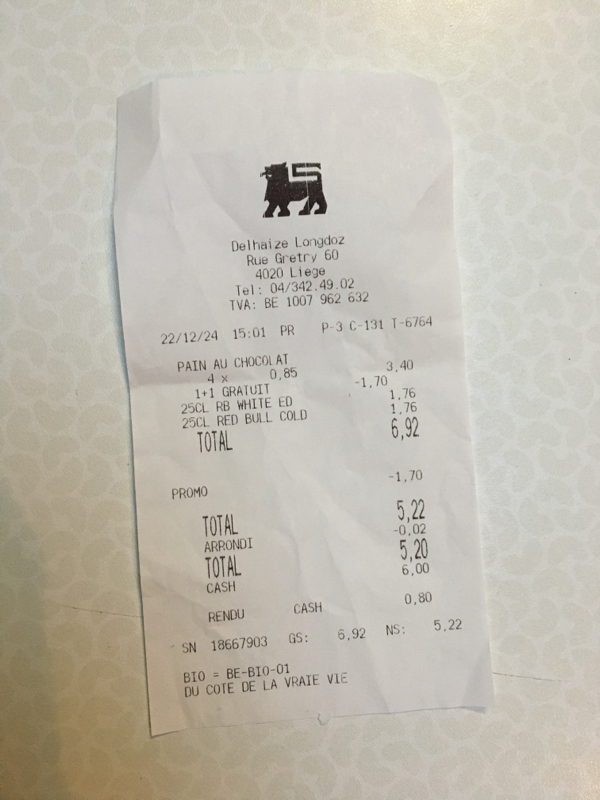 Delhaize Longdoz
Rue Gretry 60
4020 Liege
Tel: 04/342.49.02
TVA: BE 1007 962 632
22/12/24 15:01 PR P-3 C-131 T-6764
PAIN AU CHOCOLAT
4 x 0,85 3,40
1+1 GRATUIT -1,70
25CL RB WHITE ED 1,76
25CL RED BULL COLD 1,76
TOTAL 6,92
PROMO -1,70
TOTAL 5,22
ARRONDI -0,02
TOTAL 5,20
CASH 6,00
RENDU CASH 0,80
SN 18667903 GS: 6,92 NS: 5,22
BIO = BE-BIO-01
DU COTE DE LA VRAIE VIE